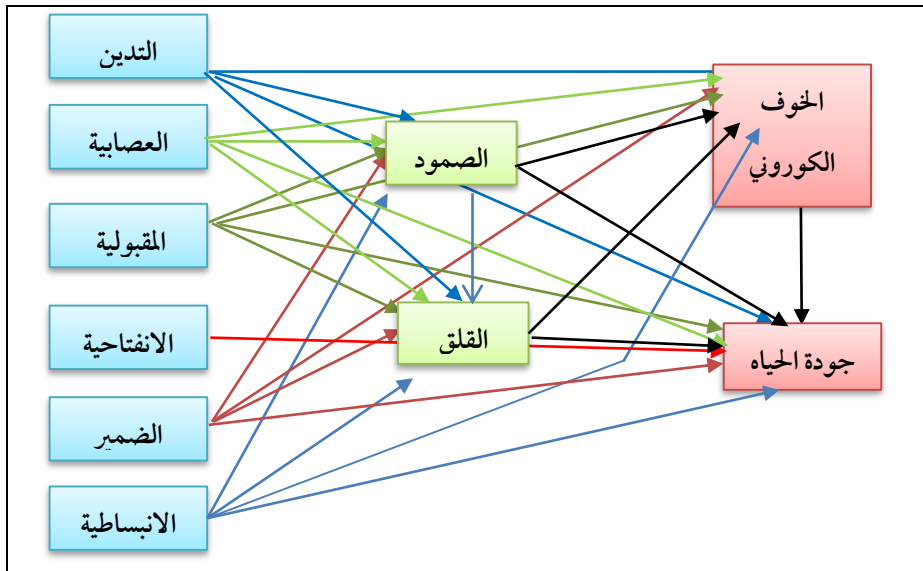 التدين
العصابية
المقبولية
الانفتاحية
الضمير
الانبساطية
الصمود
القلق
الخوف
الكوروني
جودة الحياه